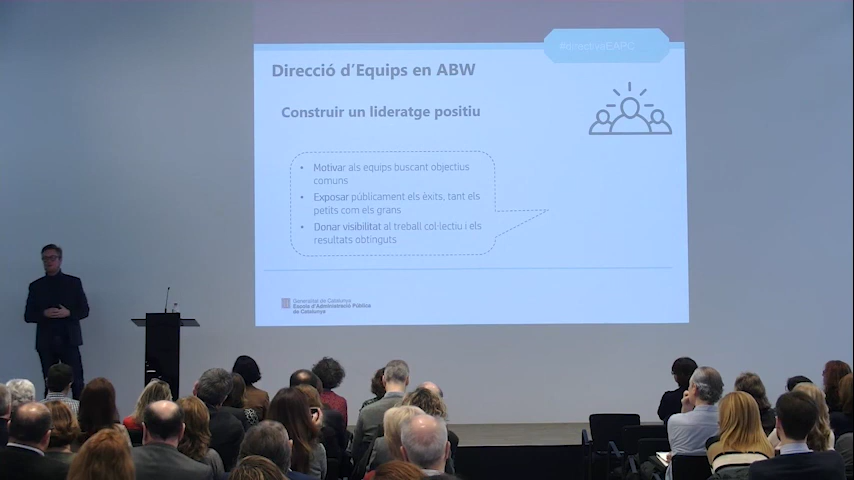 Direcció d'Equips en ABW
Construir un lideratge positiu
• Motivar als equips buscant objectius
comuns
• Exposar públicament els èxits, tant els
petits com els grans
• Donar visibilitat al treball col·lectiu i els
resultats obtinguts
Generalitat de Catalunya
Escola d'Administració Pública
de Catalunya